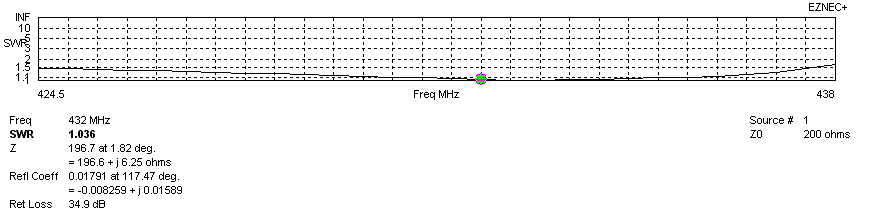 EZNEC+
INF
10
5
SWR
3
2
1.5
1.1
424.5 Freq MHz 438
Freq 432 MHz Source # 1
SWR 1.036 Z0 200 ohms
Z 196.7 at 1.82 deg.
= 196.6 + j 6.25 ohms
Refl Coeff 0.01791 at 117.47 deg.
= -0.008259 + j 0.01589
Ret Loss 34.9 dB